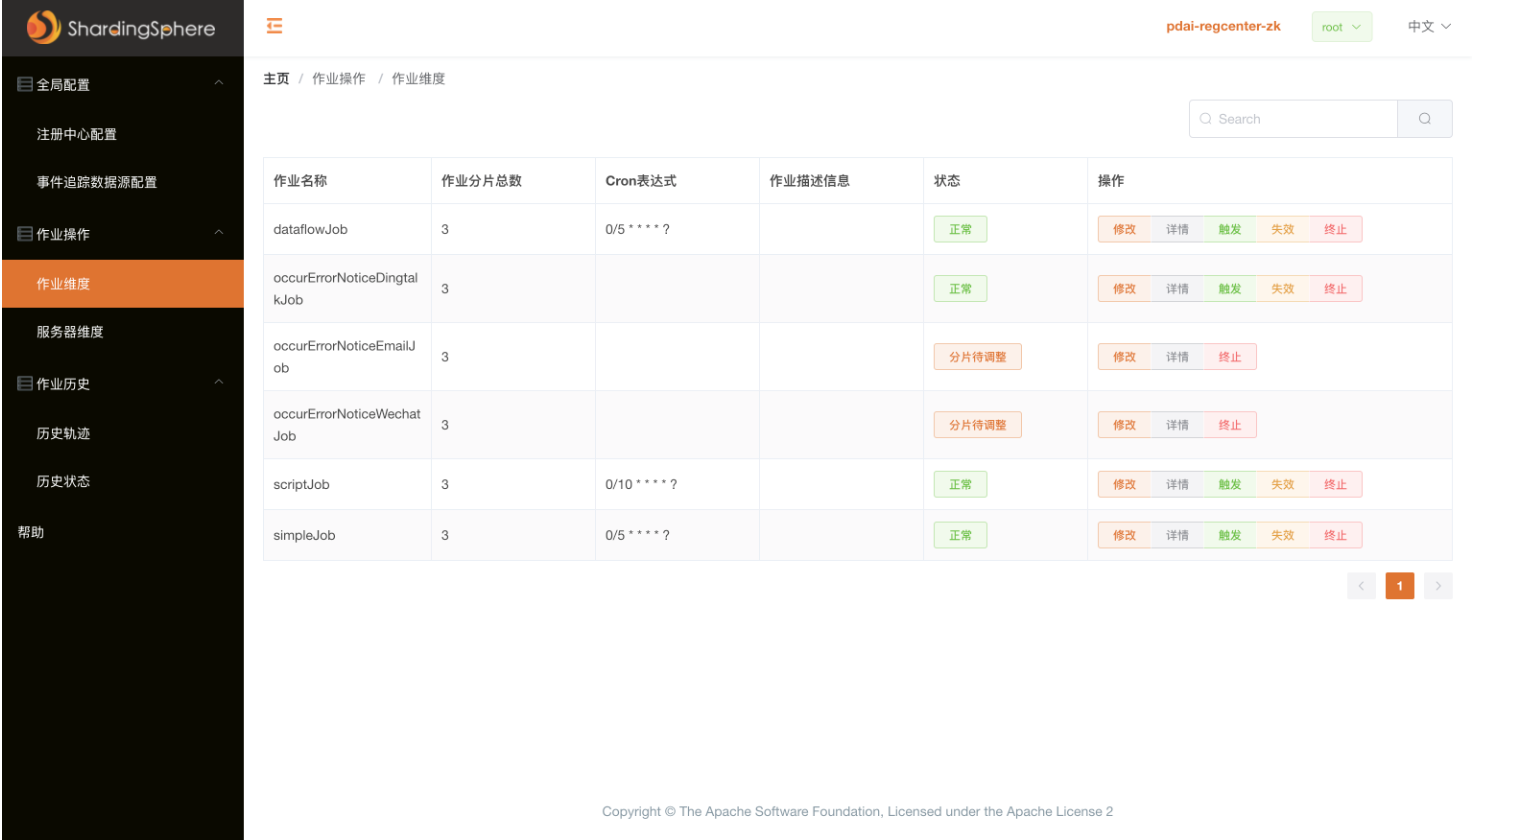 ShardingSphere
pdai-regcenter-zk
root
中文
全局配置
注册中心配置
事件追踪数据源配置
作业操作
作业维度
服务器维度
作业历史
历史轨迹
历史状态
帮助
主页 / 作业操作 / 作业维度
Search
作业名称 作业分片总数 Cron表达式 作业描述信息 状态 操作
dataflowJob 3 0/5 * * * * ? 正常 修改 详情 触发 失效 终止
occurErrorNoticeDingtal
kJob
3 正常 修改 详情 触发 失效 终止
occurErrorNoticeEmailJ
ob
3 分片待调整 修改 详情 终止
occurErrorNoticeWechat
Job
3 分片待调整 修改 详情 终止
scriptJob 3 0/10 * * * * ? 正常 修改 详情 触发 失效 终止
simpleJob 3 0/5 * * * * ? 正常 修改 详情 触发 失效 终止
1
Copyright © The Apache Software Foundation, Licensed under the Apache License 2